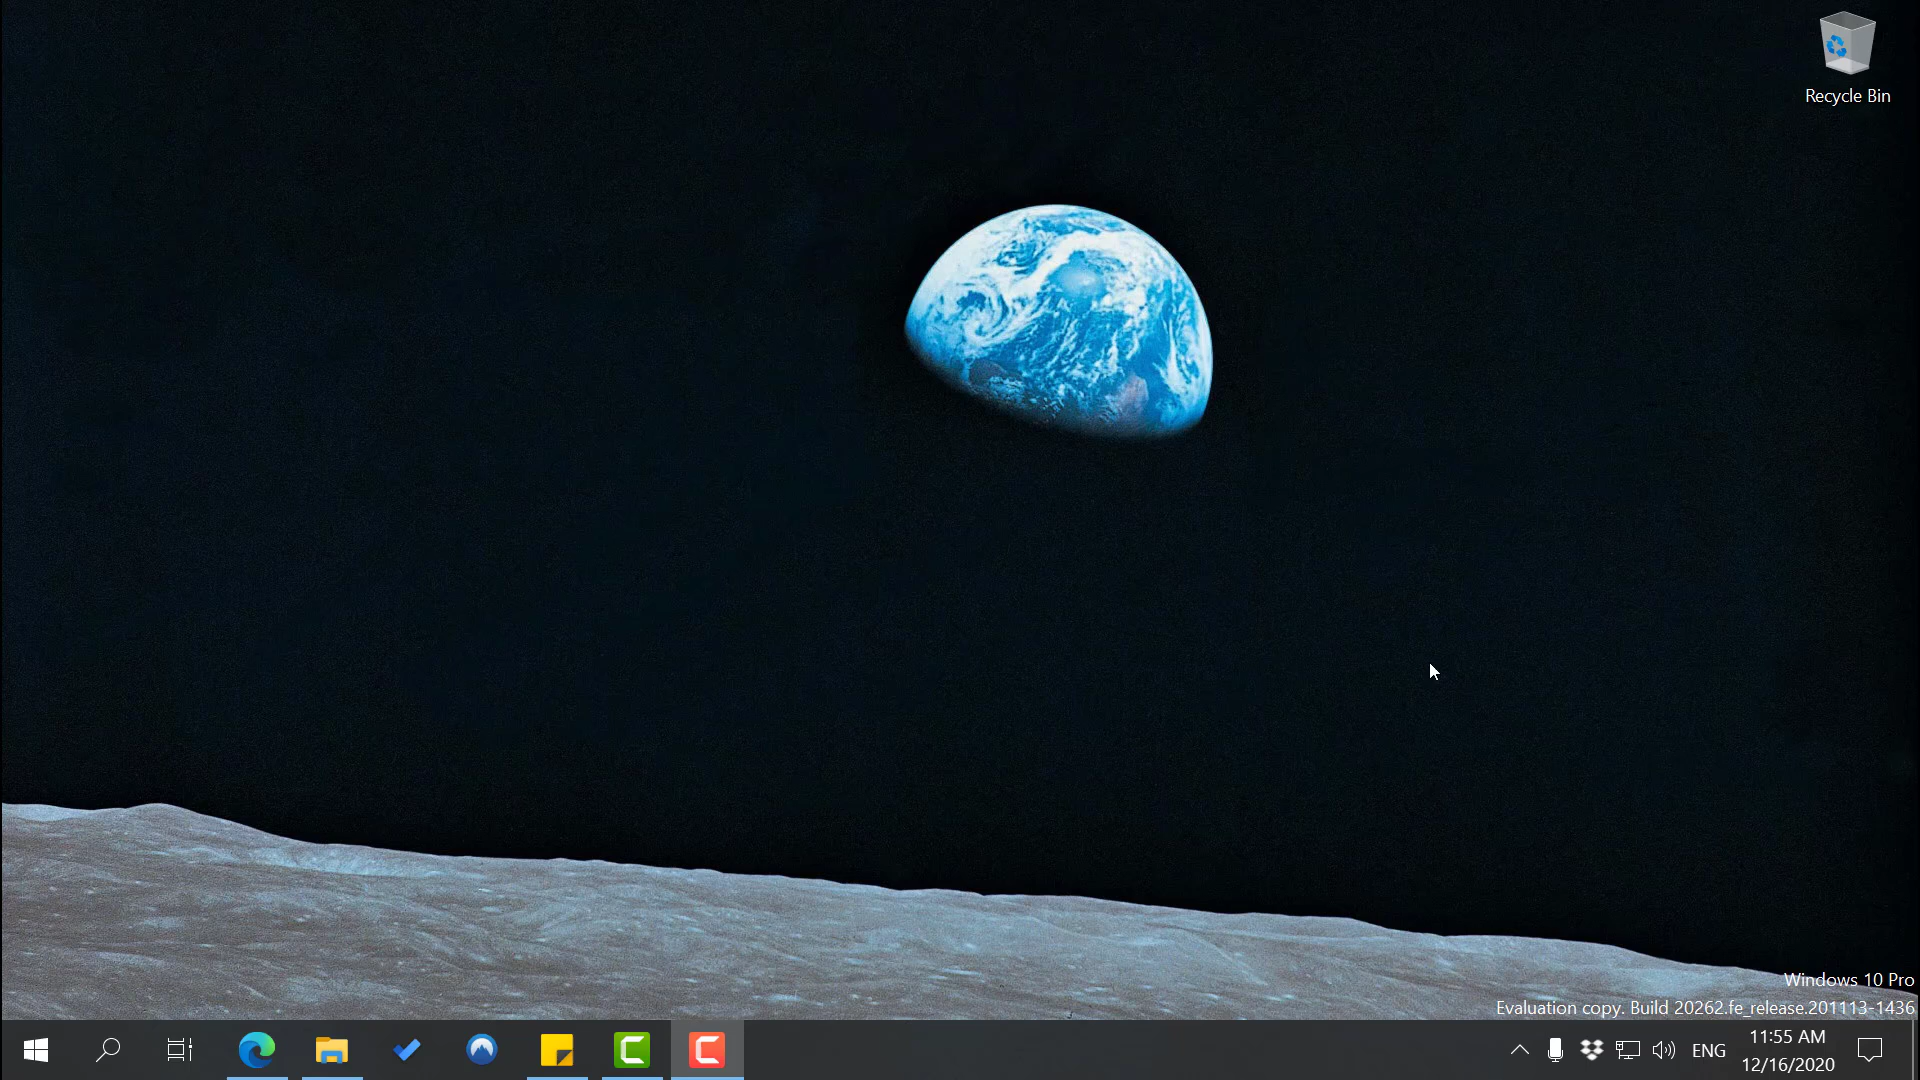 Recycle Bin
Windows 10 Pro
Evaluation copy. Build 20262.fe_release.201113-1436
ENG
11:55 AM
12/16/2020